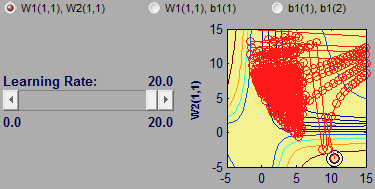 W1(1,1), W2(1,1) W1(1,1), b1(1) b1(1), b1(2)
Learning Rate: 20.0
0.0 20.0
W2(1,1)
15
10
5
0
-5
-5 0 5 10 15